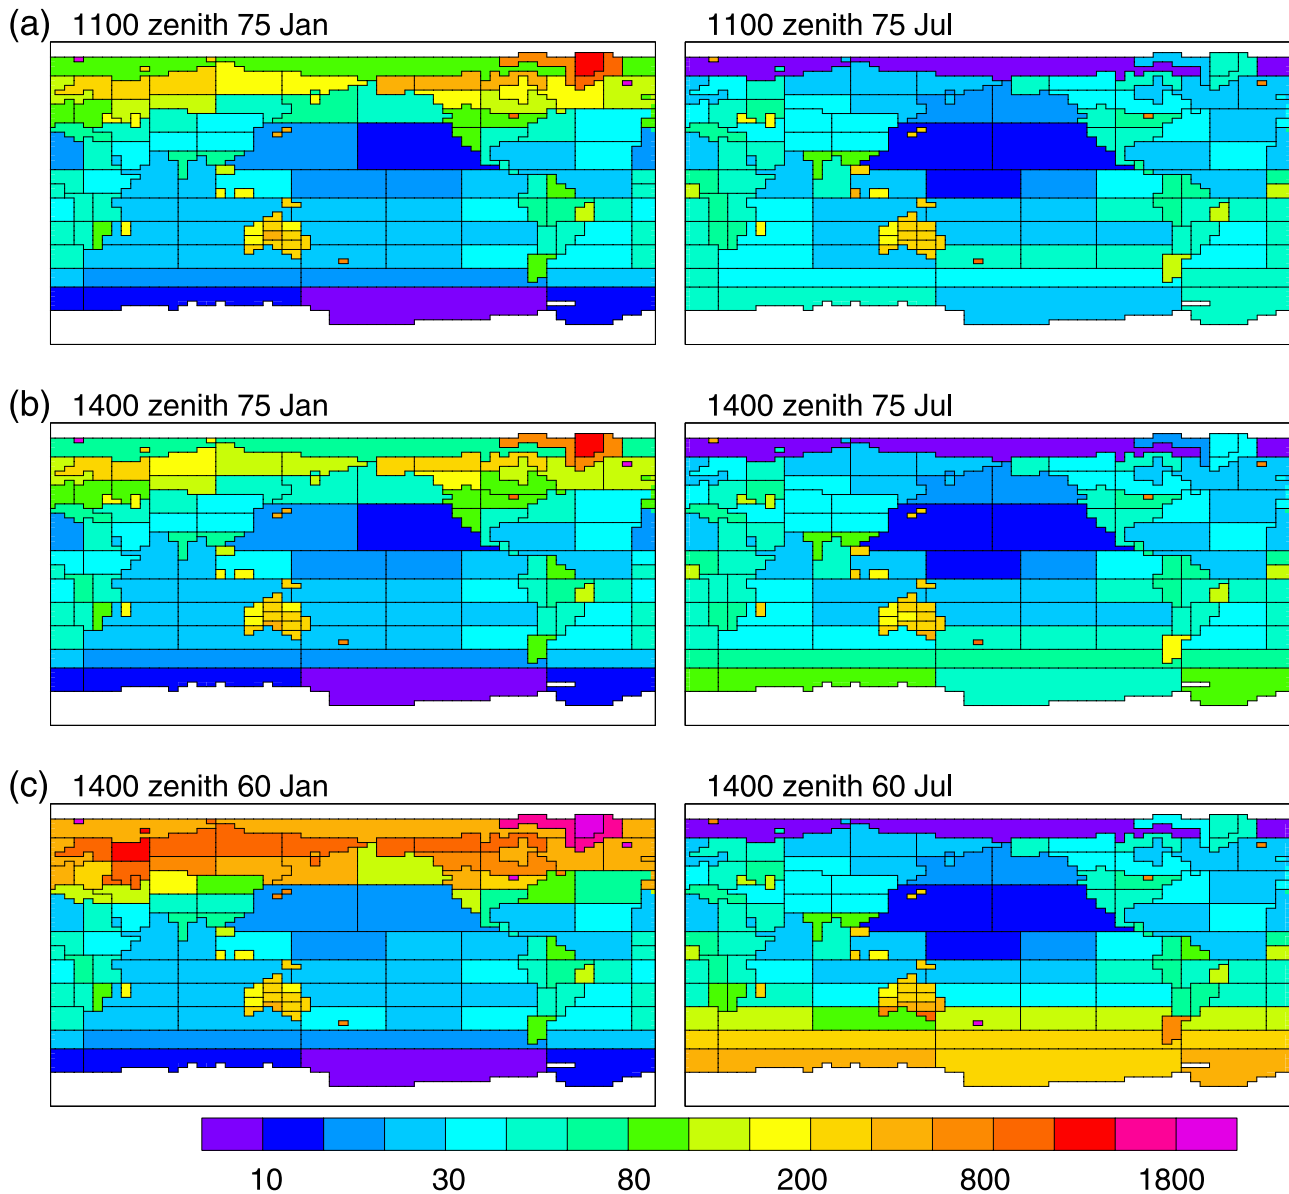 (a) 1100 zenith 75 Jan 1100 zenith 75 Jul
(b) 1400 zenith 75 Jan 1400 zenith 75 Jul
(c) 1400 zenith 60 Jan 1400 zenith 60 Jul
10 30 80 200 800 1800